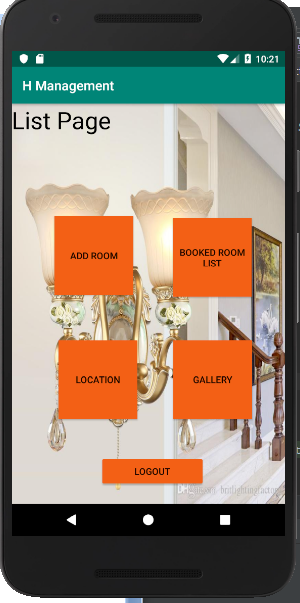 10:21
H Management
List Page
ADD ROOM
BOOKED ROOM
LIST
LOCATION
GALLERY
LOGOUT